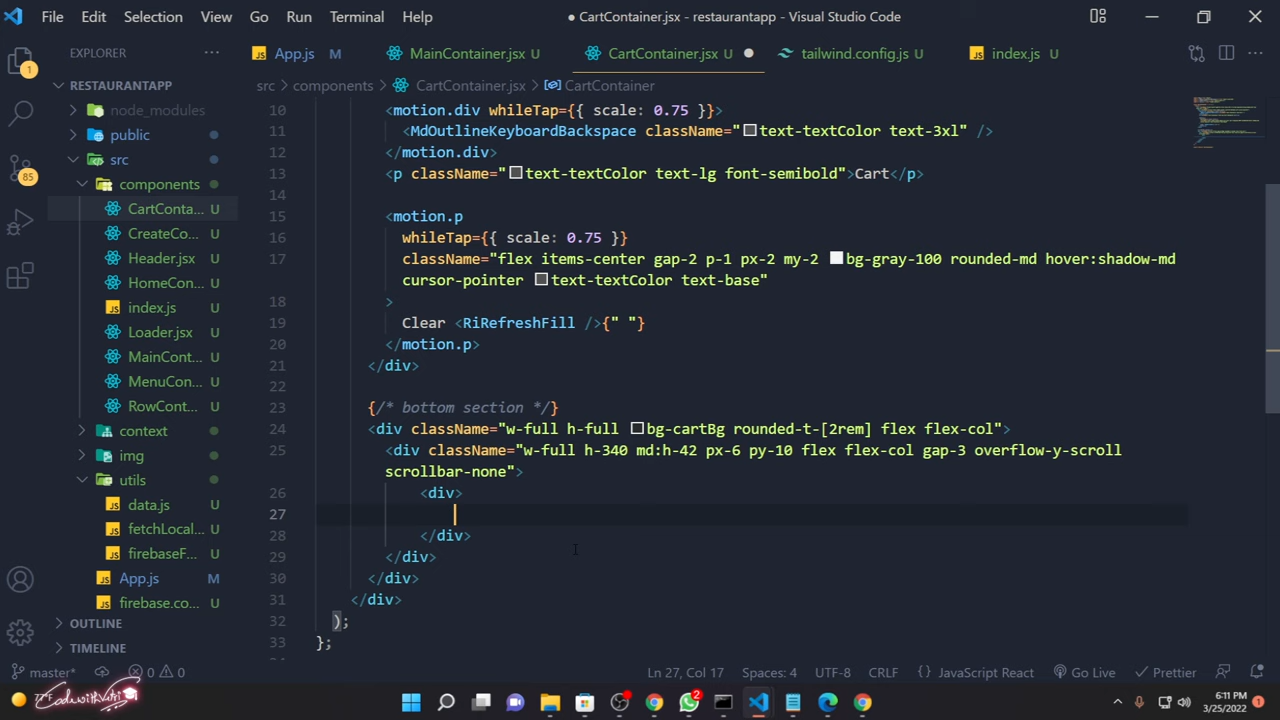 File Edit Selection View Go Run Terminal Help
● CartContainer.jsx - restaurantapp - Visual Studio Code
EXPLORER
App.js M
MainContainer.jsx U
CartContainer.jsx U ●
tailwind.config.js U
index.js U
1
85
RESTAURANTAPP
node_modules
public
src
components
CartConta... U
CreateCo... U
Header.jsx U
HomeCon... U
index.js U
Loader.jsx U
MainCont... U
MenuCon... U
RowCont... U
context
img
utils
data.js U
fetchLocal... U
firebaseF... U
App.js M
firebase.co... U
OUTLINE
TIMELINE
src > components > CartContainer.jsx > CartContainer
10 <motion.div whileTap={{ scale: 0.75 }}>
11 <MdOutlineKeyboardBackspace className="text-textColor text-3xl" />
12 </motion.div>
13 <p className="text-textColor text-lg font-semibold">Cart</p>
14
15 <motion.p
16 whileTap={{ scale: 0.75 }}
17 className="flex items-center gap-2 p-1 px-2 my-2 bg-gray-100 rounded-md hover:shadow-md
cursor-pointer text-textColor text-base"
18 >
19 Clear <RiRefreshFill />{" "}
20 </motion.p>
21 </div>
22
23 {/* bottom section */}
24 <div className="w-full h-full bg-cartBg rounded-t-[2rem] flex flex-col">
25 <div className="w-full h-340 md:h-42 px-6 py-10 flex flex-col gap-3 overflow-y-scroll
scrollbar-none">
26 <div>
27
28 </div>
29 </div>
30 </div>
31 </div>
32 );
33 };
master* 0 0 Ln 27, Col 17 Spaces: 4 UTF-8 CRLF {} JavaScript React Go Live Prettier
2
6:11 PM
3/25/2022